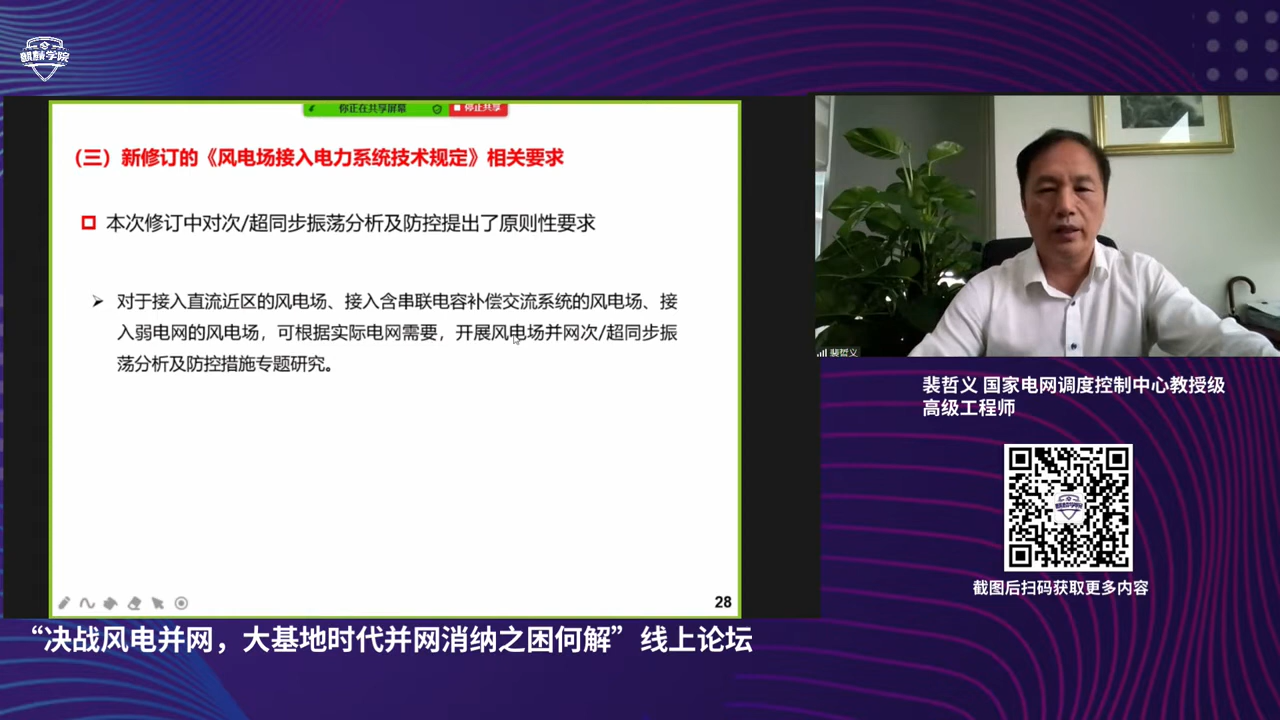 麒麟学院
你正在共享屏幕
停止共享
（三）新修订的《风电场接入电力系统技术规定》相关要求
本次修订中对次/超同步振荡分析及防控提出了原则性要求
对于接入直流近区的风电场、接入含串联电容补偿交流系统的风电场、接
入弱电网的风电场，可根据实际电网需要，开展风电场并网次/超同步振
荡分析及防控措施专题研究。
28
裴哲义
裴哲义 国家电网调度控制中心教授级
高级工程师
麒麟学院
截图后扫码获取更多内容
“决战风电并网，大基地时代并网消纳之困何解”线上论坛